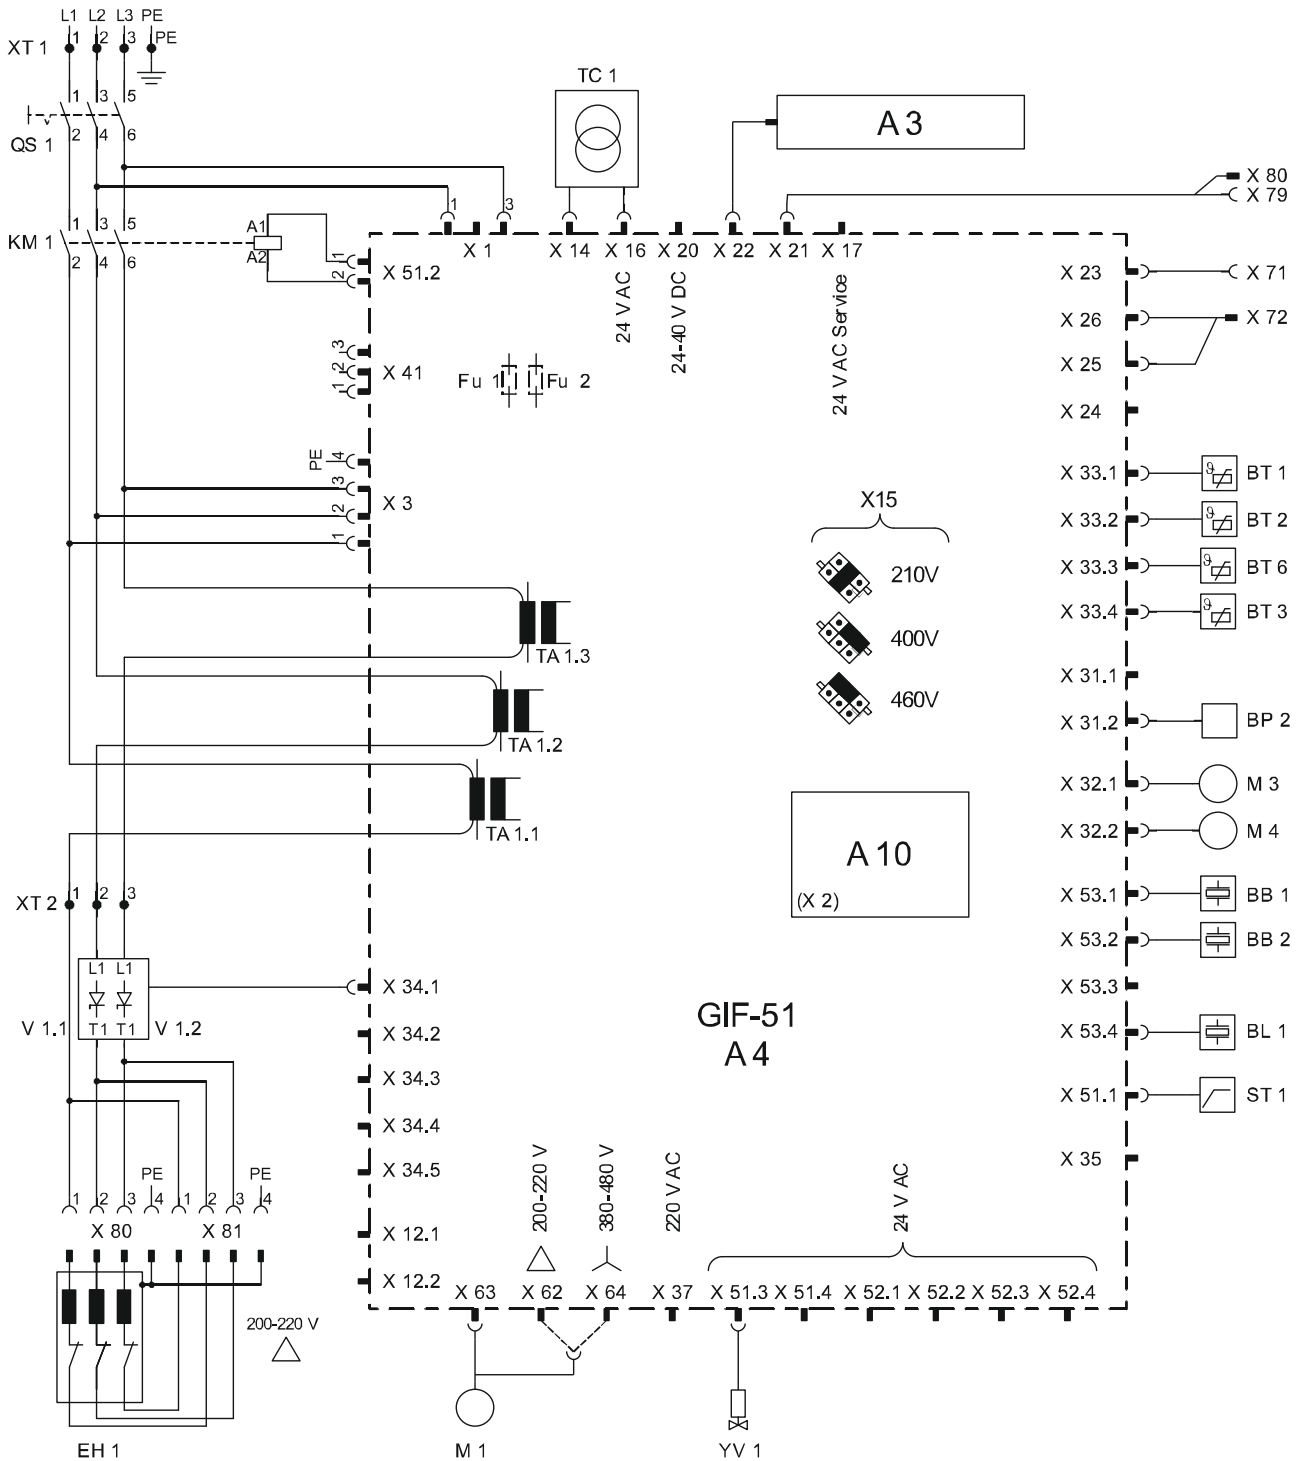 L1 L2 L3 PE
XT 1 1 2 3 PE
1 3 5
QS 1 2 4 6
TC 1
A 3
X 80
X 79
1 3
1 3 5 A1
KM 1 A2
2 4 6
1
2
X 51.2
X 1 X 14 X 16 X 20 X 22 X 21 X 17
24 V AC
24-40 V DC
24 V AC Service
X 23 X 71
X 26 X 72
X 25
X 24
3
2
1
X 41
Fu 1 Fu 2
PE 4
3
2
1
X 3
X15
210V
400V
460V
X 33.1 BT 1
X 33.2 BT 2
X 33.3 BT 6
X 33.4 BT 3
ϑ
ϑ
ϑ
ϑ
TA 1.3
TA 1.2
TA 1.1
X 31.1
X 31.2 BP 2
X 32.1 M 3
X 32.2 M 4
A 10
(X 2)
X 53.1 BB 1
X 53.2 BB 2
X 53.3
X 53.4 BL 1
X 51.1 ST 1
X 35
XT 2 1 2 3
L1 L1
V 1.1 T1 T1 V 1.2
X 34.1
X 34.2
X 34.3
X 34.4
X 34.5
X 12.1
X 12.2
GIF-51
A 4
PE PE
1 2 3 4 1 2 3 4
X 80 X 81
200-220 V
380-480 V
220 V AC
24 V AC
X 63 X 62 X 64 X 37 X 51.3 X 51.4 X 52.1 X 52.2 X 52.3 X 52.4
200-220 V
EH 1 M 1 YV 1